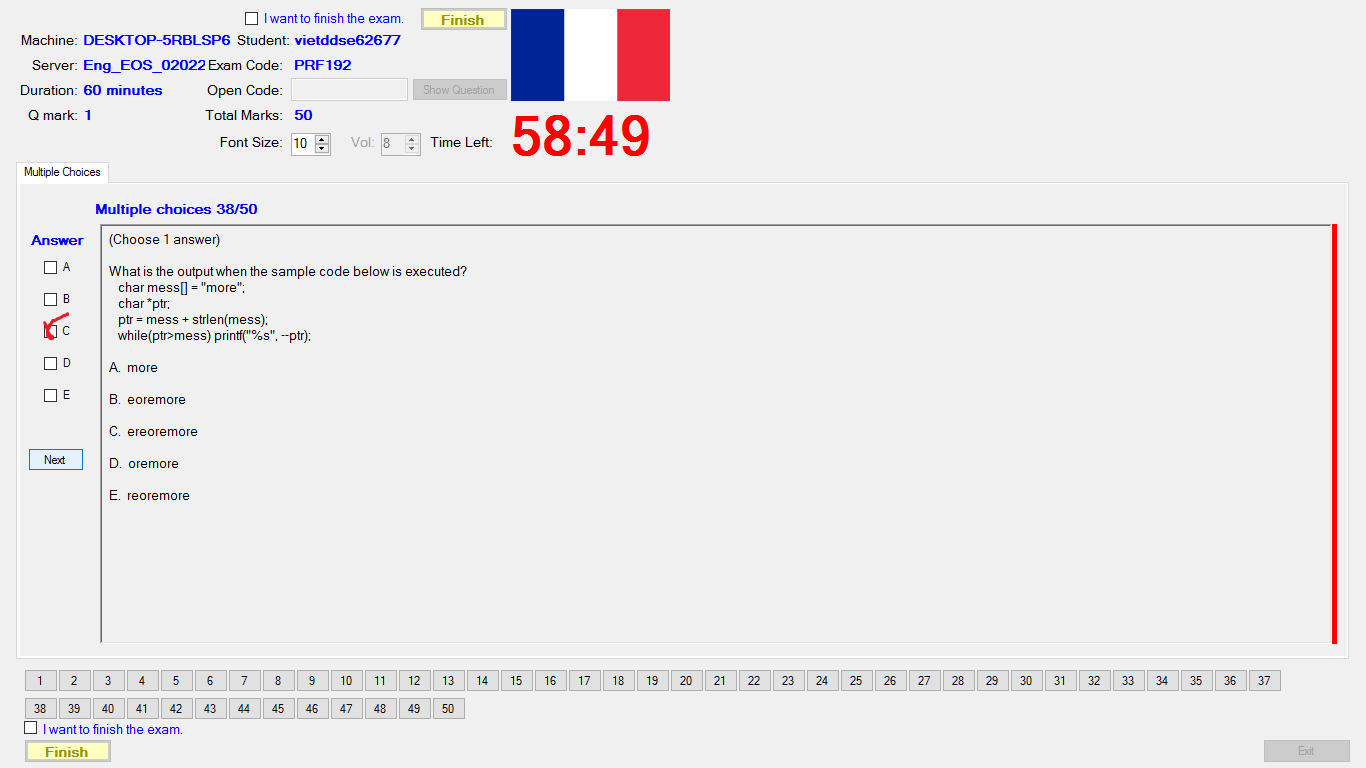 I want to finish the exam. Finish
Machine: DESKTOP-5RBLSP6 Student: vietddse62677
Server: Eng_EOS_02022 Exam Code: PRF192
Duration: 60 minutes Open Code: Show Question
Q mark: 1 Total Marks: 50
58:49
Font Size: 10 Vol: 8 Time Left:
Multiple Choices
Multiple choices 38/50
Answer
A
B
C
D
E
Next
(Choose 1 answer)
What is the output when the sample code below is executed?
char mess[] = "more";
char *ptr;
ptr = mess + strlen(mess);
while(ptr>mess) printf("%s", --ptr);
A. more
B. eoremore
C. ereoremore
D. oremore
E. reoremore
1 2 3 4 5 6 7 8 9 10 11 12 13 14 15 16 17 18 19 20 21 22 23 24 25 26 27 28 29 30 31 32 33 34 35 36 37
38 39 40 41 42 43 44 45 46 47 48 49 50
I want to finish the exam.
Finish Exit